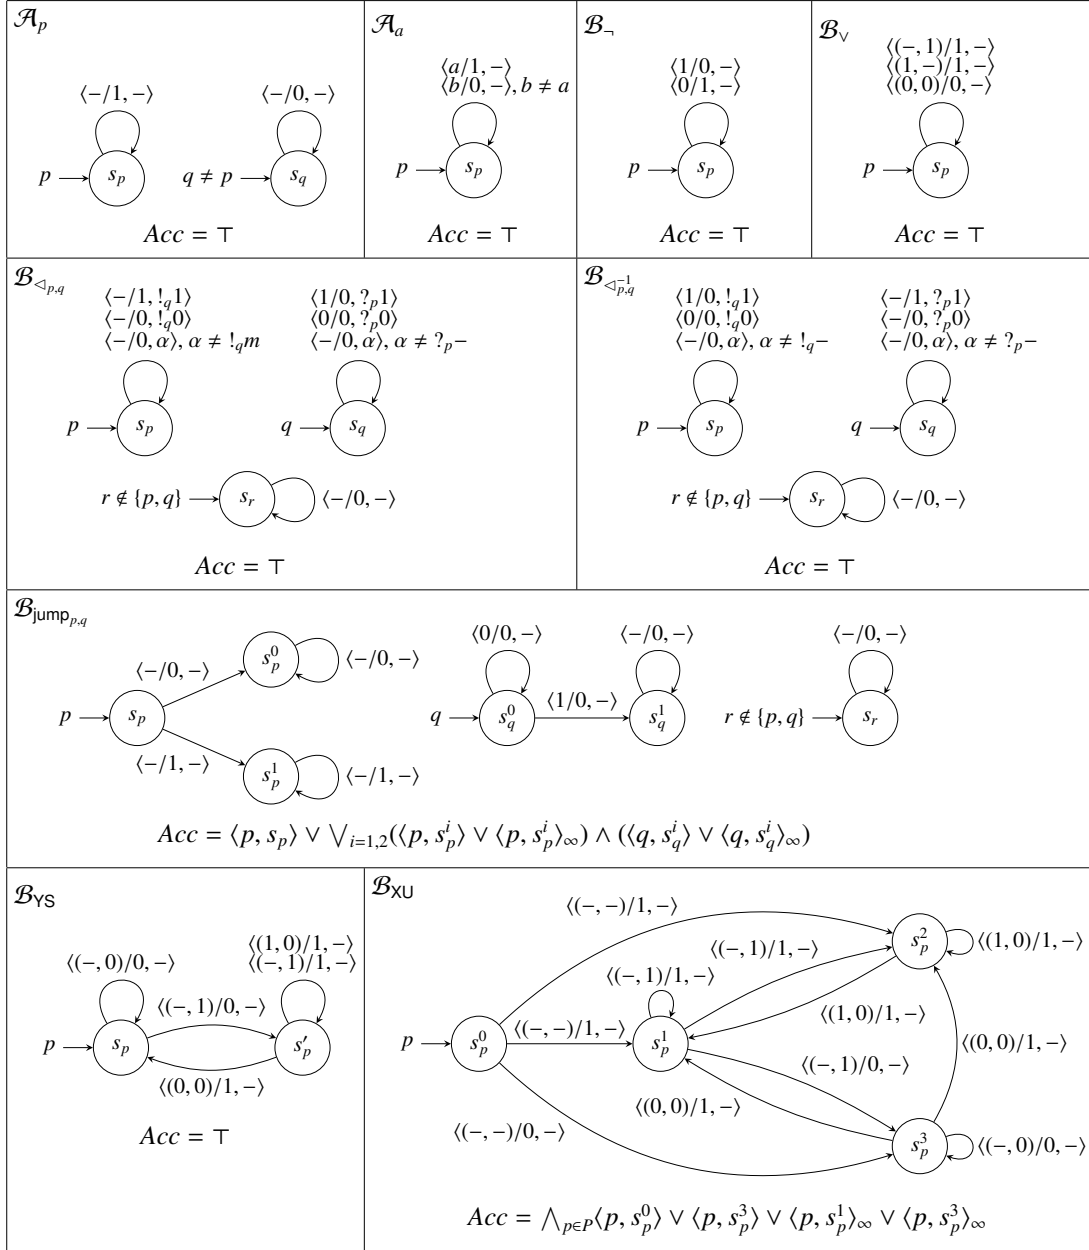 𝒜_p
⟨−/1, −⟩
p
s_p
⟨−/0, −⟩
q ≠ p
s_q
Acc = ⊤
𝒜_a
⟨a/1, −⟩
⟨b/0, −⟩, b ≠ a
p
s_p
Acc = ⊤
ℬ_¬
⟨1/0, −⟩
⟨0/1, −⟩
p
s_p
Acc = ⊤
ℬ_∨
⟨(−, 1)/1, −⟩
⟨(1, −)/1, −⟩
⟨(0, 0)/0, −⟩
p
s_p
Acc = ⊤
ℬ_{⊲_{p,q}}
⟨−/1, !_q1⟩
⟨−/0, !_q0⟩
⟨−/0, α⟩, α ≠ !_qm
p
s_p
⟨1/0, ?_p1⟩
⟨0/0, ?_p0⟩
⟨−/0, α⟩, α ≠ ?_p−
q
s_q
r ∉ {p, q}
s_r
⟨−/0, −⟩
Acc = ⊤
ℬ_{⊲_{p,q}^{-1}}
⟨1/0, !_q1⟩
⟨0/0, !_q0⟩
⟨−/0, α⟩, α ≠ !_q−
p
s_p
⟨−/1, ?_p1⟩
⟨−/0, ?_p0⟩
⟨−/0, α⟩, α ≠ ?_p−
q
s_q
r ∉ {p, q}
s_r
⟨−/0, −⟩
Acc = ⊤
ℬ_{jump_{p,q}}
p
s_p
⟨−/0, −⟩
s_p^0
⟨−/0, −⟩
⟨−/1, −⟩
s_p^1
⟨−/1, −⟩
⟨0/0, −⟩
q
s_q^0
⟨1/0, −⟩
⟨−/0, −⟩
s_q^1
⟨−/0, −⟩
r ∉ {p, q}
s_r
Acc = ⟨p, s_p⟩ ∨ ⋁_{i=1,2}(⟨p, s_p^i⟩ ∨ ⟨p, s_p^i⟩_∞) ∧ (⟨q, s_q^i⟩ ∨ ⟨q, s_q^i⟩_∞)
ℬ_YS
⟨(−, 0)/0, −⟩
⟨(1, 0)/1, −⟩
⟨(−, 1)/1, −⟩
⟨(−, 1)/0, −⟩
p
s_p
s′_p
⟨(0, 0)/1, −⟩
Acc = ⊤
ℬ_XU
⟨(−, −)/1, −⟩
s_p^2
⟨(1, 0)/1, −⟩
⟨(−, 1)/1, −⟩
⟨(−, 1)/1, −⟩
⟨(1, 0)/1, −⟩
p
s_p^0
⟨(−, −)/1, −⟩
s_p^1
⟨(0, 0)/1, −⟩
⟨(−, 1)/0, −⟩
⟨(0, 0)/1, −⟩
⟨(−, −)/0, −⟩
s_p^3
⟨(−, 0)/0, −⟩
Acc = ⋀_{p∈P}⟨p, s_p^0⟩ ∨ ⟨p, s_p^3⟩ ∨ ⟨p, s_p^1⟩_∞ ∨ ⟨p, s_p^3⟩_∞